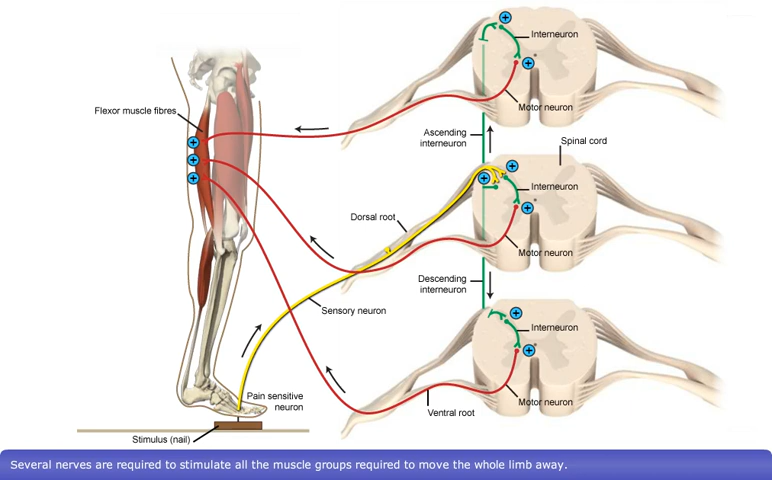 Interneuron
Flexor muscle fibres
Motor neuron
Ascending
interneuron
Spinal cord
Interneuron
Dorsal root
Motor neuron
Descending
interneuron
Sensory neuron
Interneuron
Pain sensitive
neuron
Motor neuron
Ventral root
Stimulus (nail)
Several nerves are required to stimulate all the muscle groups required to move the whole limb away.